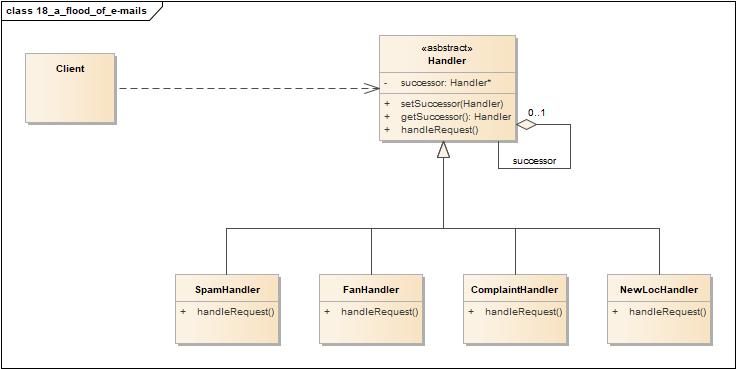 class 18_a_flood_of_e-mails
Client
«asbstract»
Handler
- successor: Handler*
+ setSuccessor(Handler)
+ getSuccessor(): Handler
+ handleRequest()
0..1
successor
SpamHandler
+ handleRequest()
FanHandler
+ handleRequest()
ComplaintHandler
+ handleRequest()
NewLocHandler
+ handleRequest()